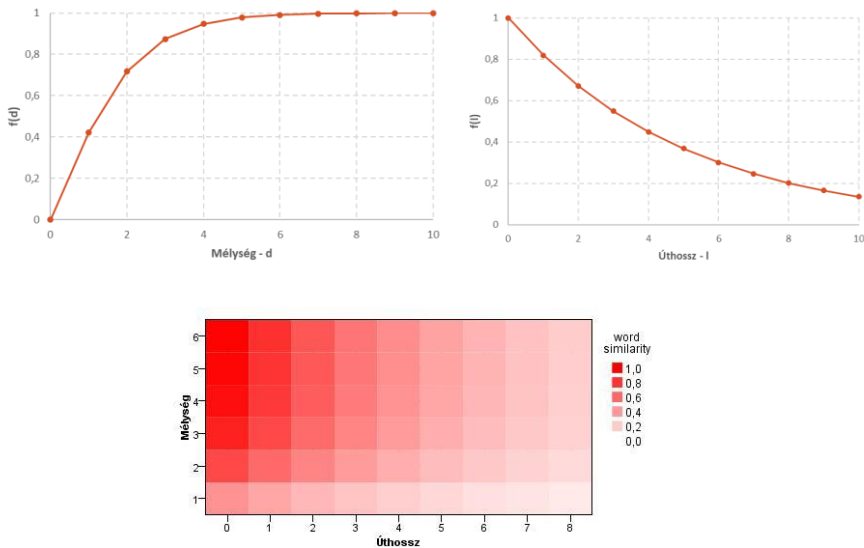 1
0,8
0,6
0,4
0,2
0
f(d)
0 2 4 6 8 10
Mélység - d
1
0,8
0,6
0,4
0,2
0
f(l)
0 2 4 6 8 10
Úthossz - l
6
5
4
3
2
1
Mélység
0 1 2 3 4 5 6 7 8
Úthossz
word
similarity
1,0
0,8
0,6
0,4
0,2
0,0